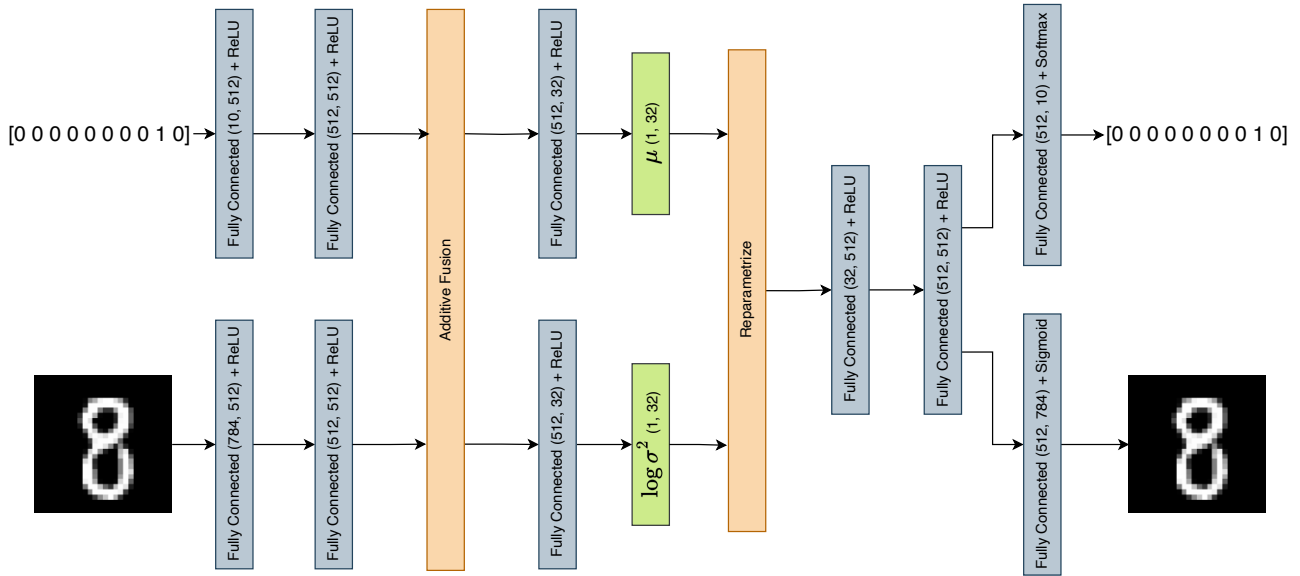 [0 0 0 0 0 0 0 0 1 0]
Fully Connected (10, 512) + ReLU
Fully Connected (512, 512) + ReLU
Fully Connected (784, 512) + ReLU
Fully Connected (512, 512) + ReLU
Additive Fusion
Fully Connected (512, 32) + ReLU
μ (1, 32)
Fully Connected (512, 32) + ReLU
log σ² (1, 32)
Reparametrize
Fully Connected (32, 512) + ReLU
Fully Connected (512, 512) + ReLU
Fully Connected (512, 10) + Softmax
[0 0 0 0 0 0 0 0 1 0]
Fully Connected (512, 784) + Sigmoid
8
8